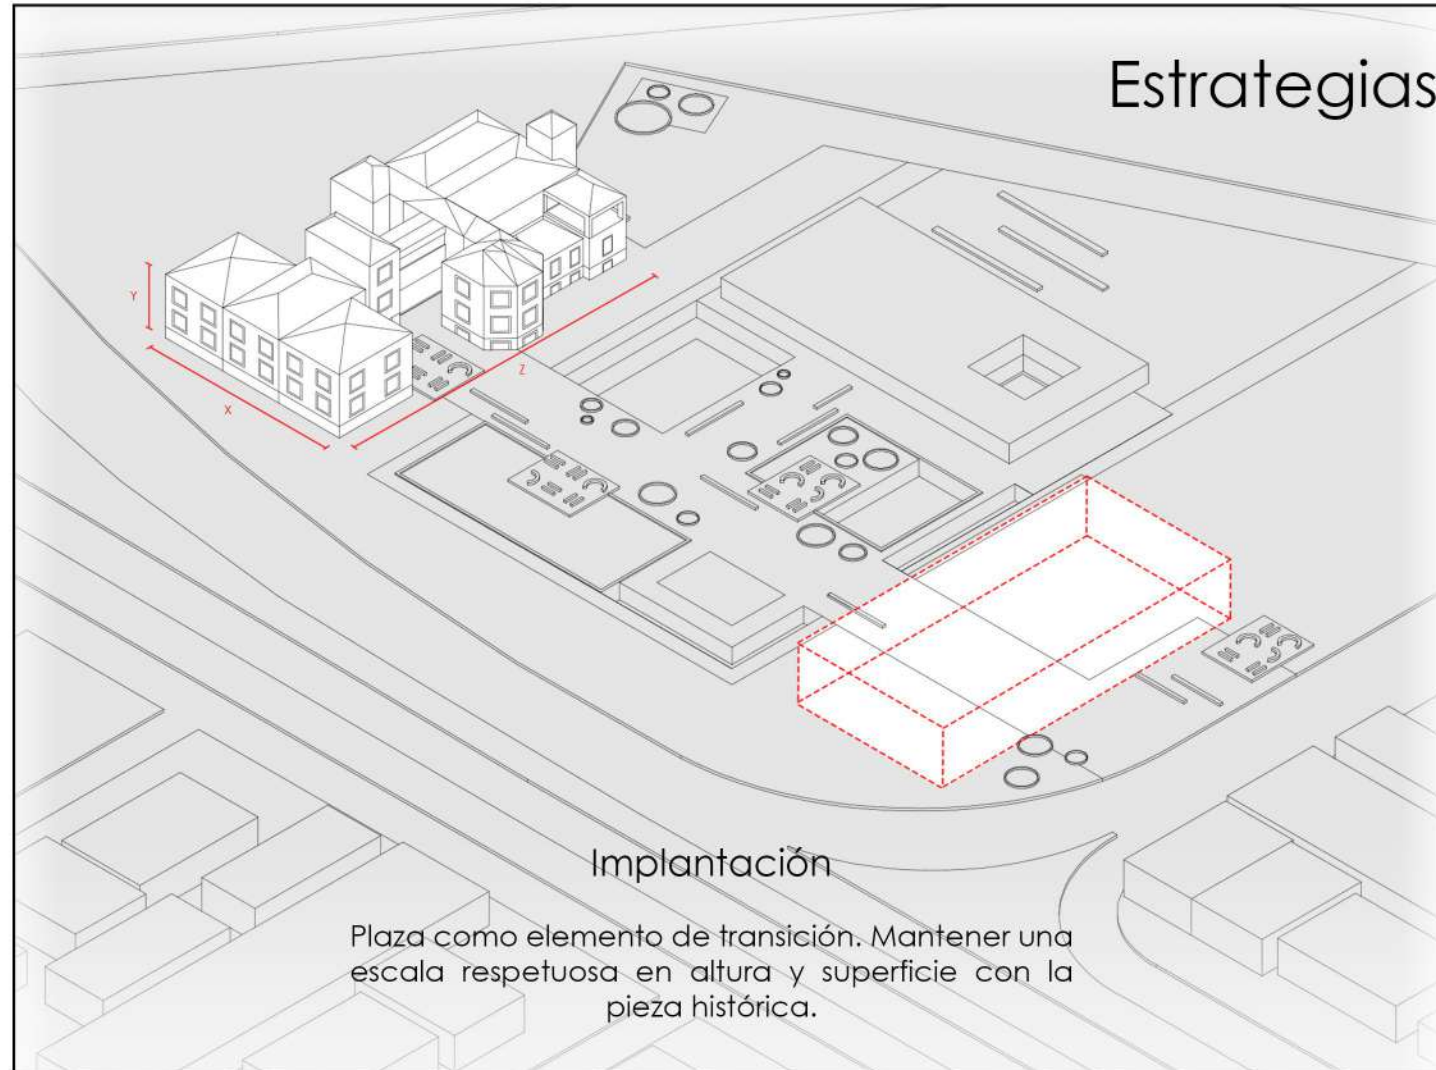 Estrategias
Y
X
Z
Implantación
Plaza como elemento de transición. Mantener una
escala respetuosa en altura y superficie con la
pieza histórica.